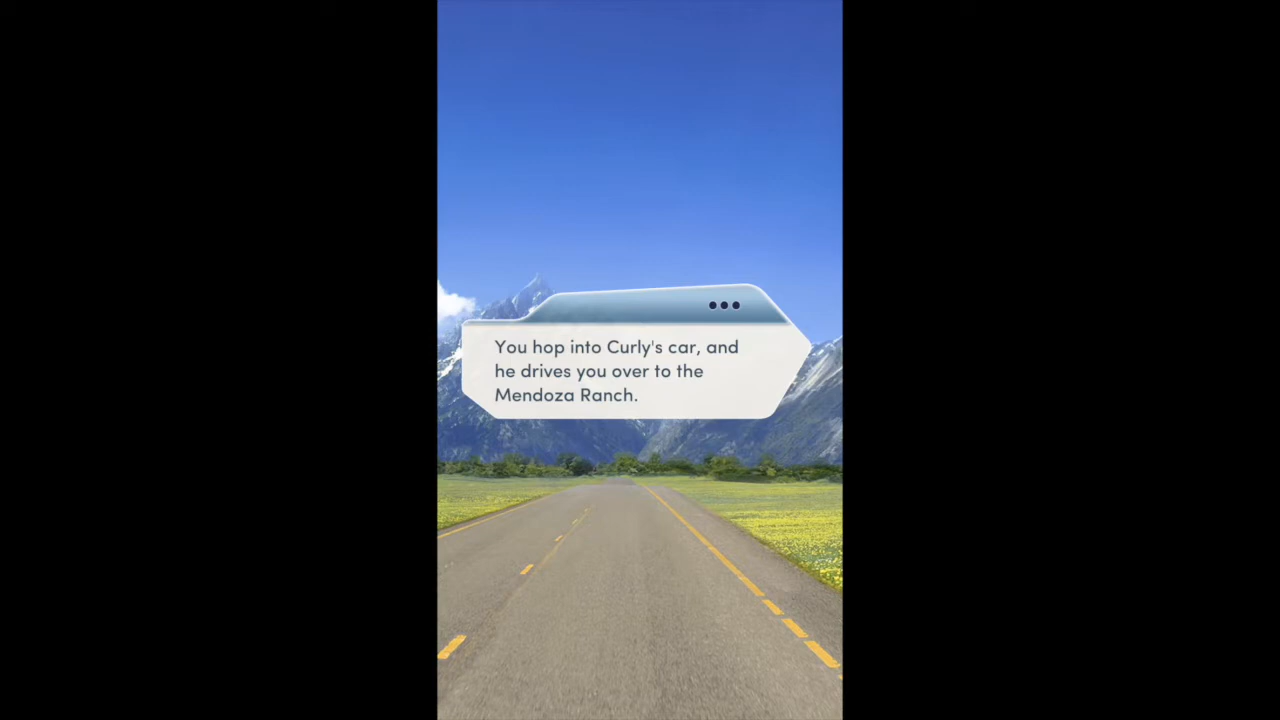 You hop into Curly's car, and
he drives you over to the
Mendoza Ranch.